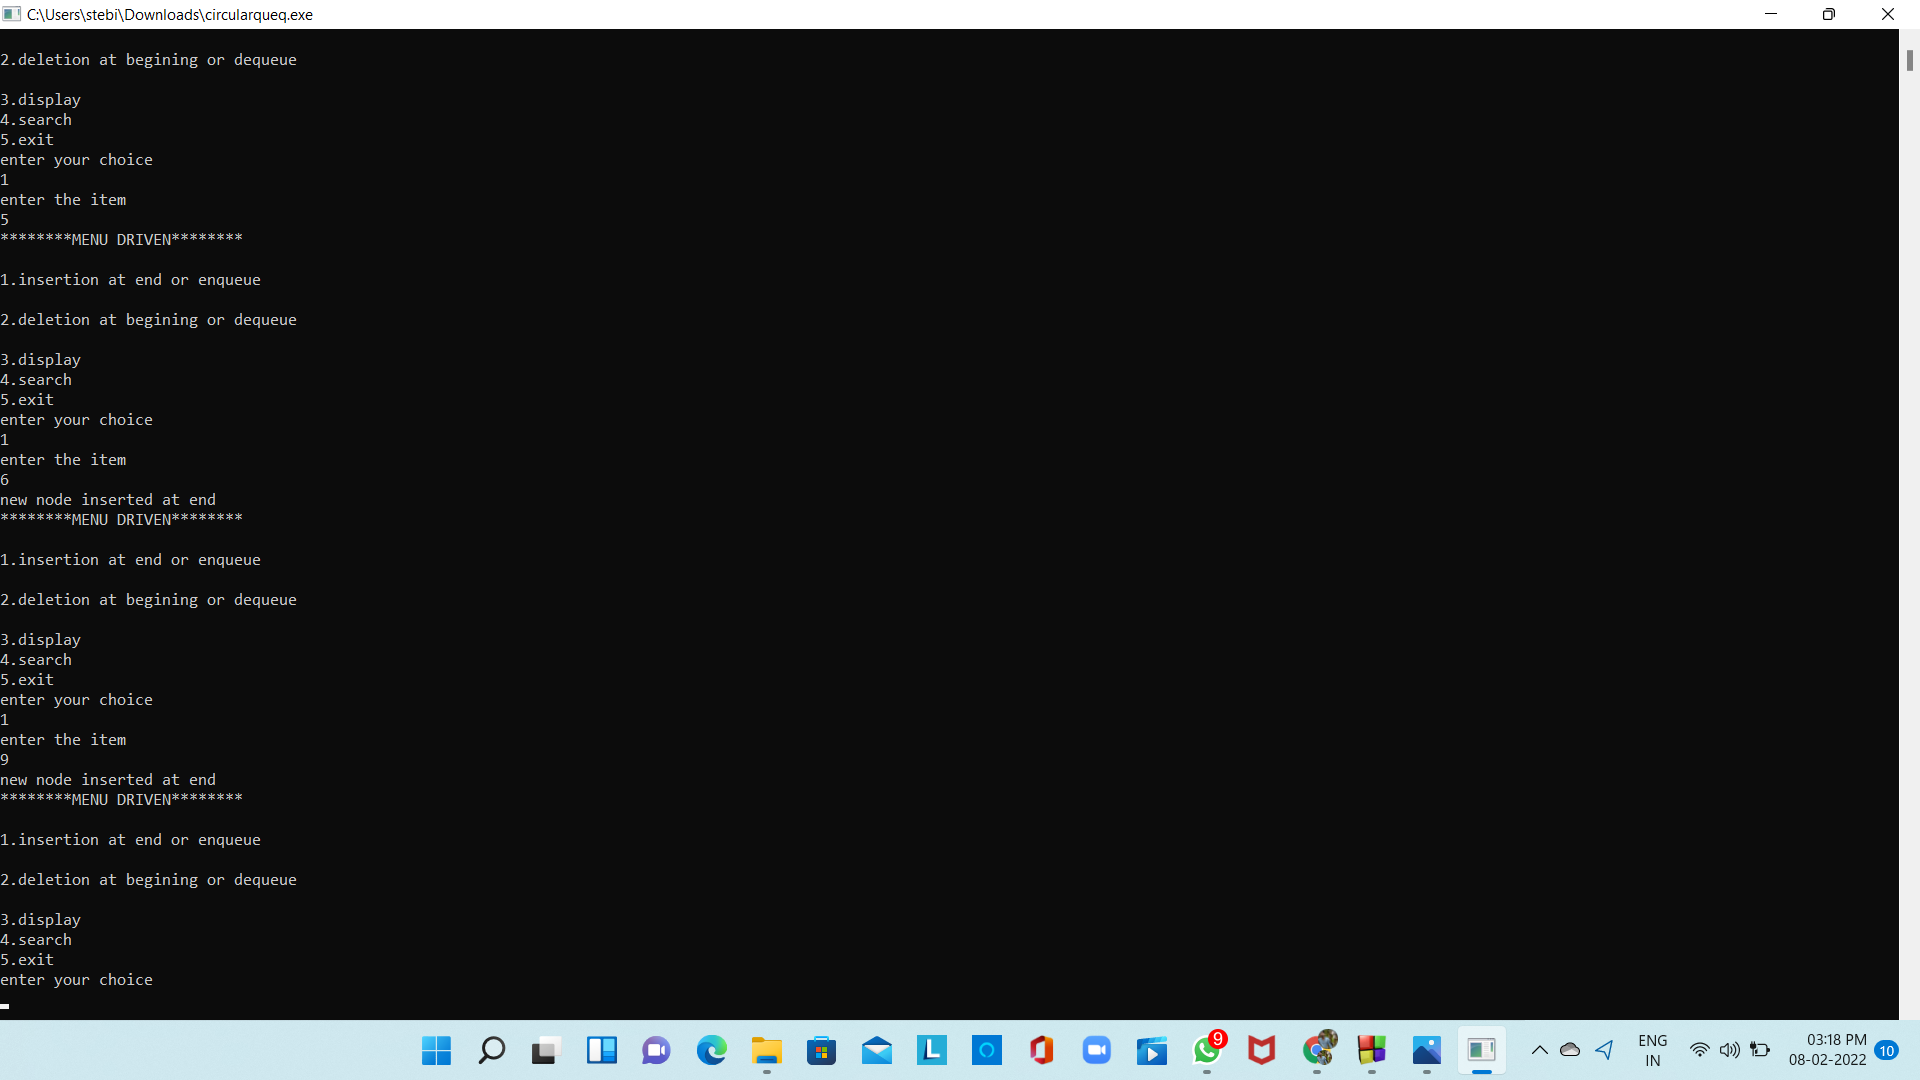 C:\Users\stebi\Downloads\circularqueq.exe
2.deletion at begining or dequeue
3.display
4.search
5.exit
enter your choice
1
enter the item
5
********MENU DRIVEN********
1.insertion at end or enqueue
2.deletion at begining or dequeue
3.display
4.search
5.exit
enter your choice
1
enter the item
6
new node inserted at end
********MENU DRIVEN********
1.insertion at end or enqueue
2.deletion at begining or dequeue
3.display
4.search
5.exit
enter your choice
1
enter the item
9
new node inserted at end
********MENU DRIVEN********
1.insertion at end or enqueue
2.deletion at begining or dequeue
3.display
4.search
5.exit
enter your choice
L
9
ENG
IN
03:18 PM
08-02-2022
10